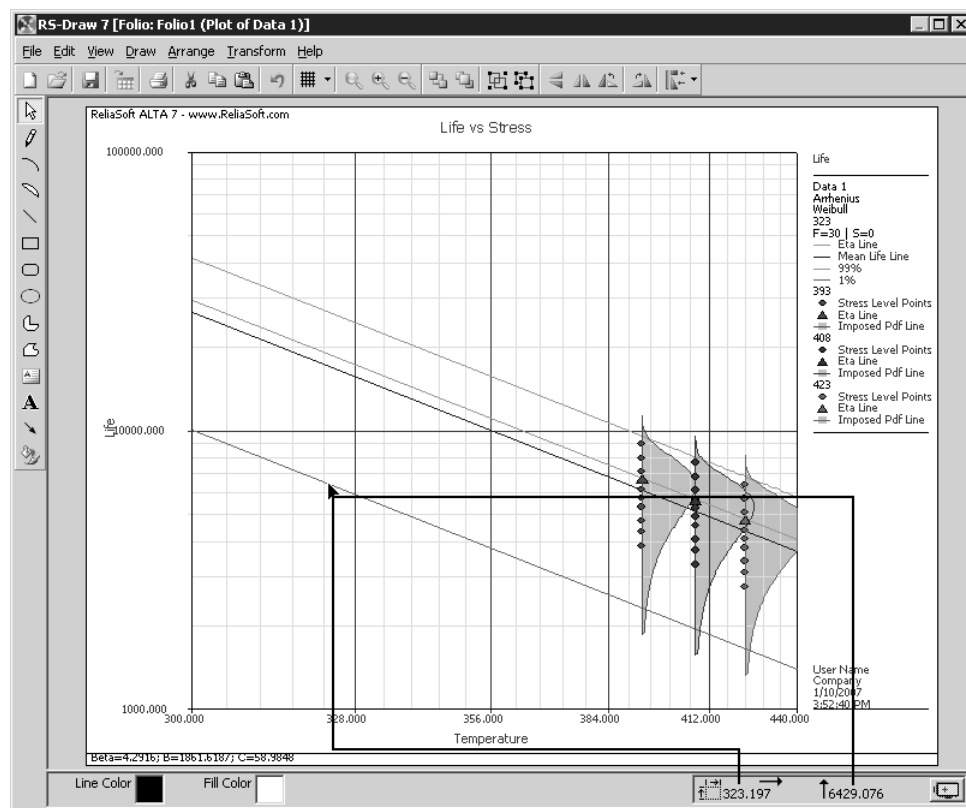 RS-Draw 7 [Folio: Folio1 (Plot of Data 1)]
File Edit View Draw Arrange Transform Help
ReliaSoft ALTA 7 - www.ReliaSoft.com
Life vs Stress
100000.000
10000.000
1000.000
Life
300.000 328.000 356.000 384.000 412.000 440.000
Temperature
Life
Data 1
Arrhenius
Weibull
323
F=30 | S=0
Eta Line
Mean Life Line
99%
1%
393
Stress Level Points
Eta Line
Imposed Pdf Line
408
Stress Level Points
Eta Line
Imposed Pdf Line
423
Stress Level Points
Eta Line
Imposed Pdf Line
User Name
Company
1/10/2007
3:52:40 PM
Beta=4.2916; B=1861.6187; C=58.9848
Line Color Fill Color 323.197 6429.076